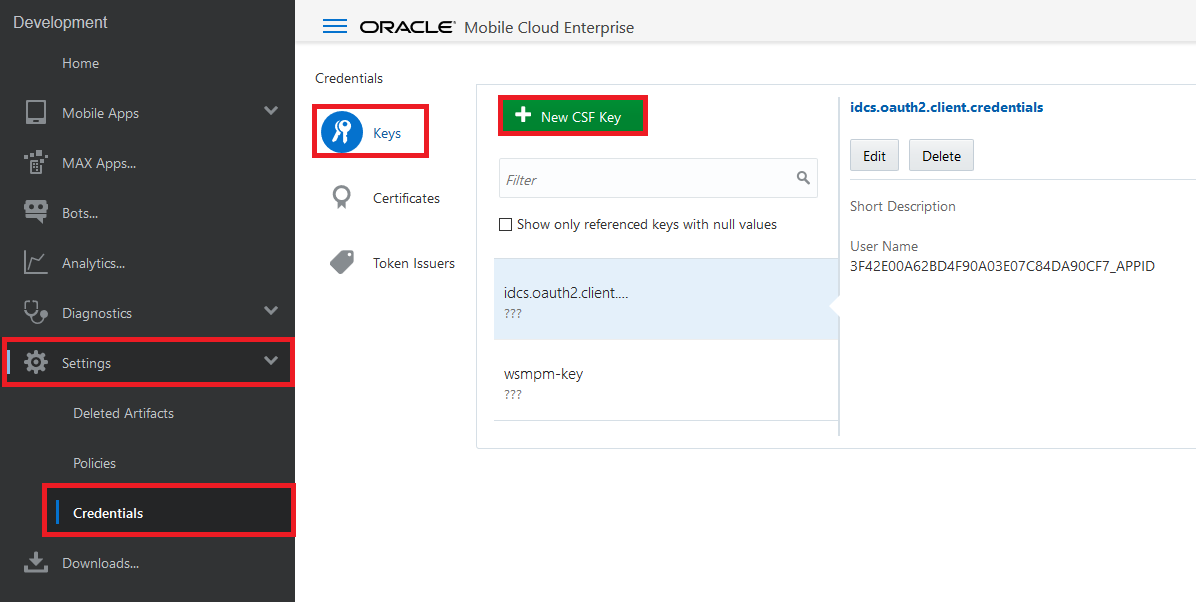 Development
Home
Mobile Apps
MAX Apps...
Bots...
Analytics...
Diagnostics
Settings
Deleted Artifacts
Policies
Credentials
Downloads...
ORACLE® Mobile Cloud Enterprise
Credentials
Keys
Certificates
Token Issuers
New CSF Key
Filter
Show only referenced keys with null values
idcs.oauth2.client....
???
wsmpm-key
???
idcs.oauth2.client.credentials
Edit Delete
Short Description
User Name
3F42E00A62BD4F90A03E07C84DA90CF7_APPID